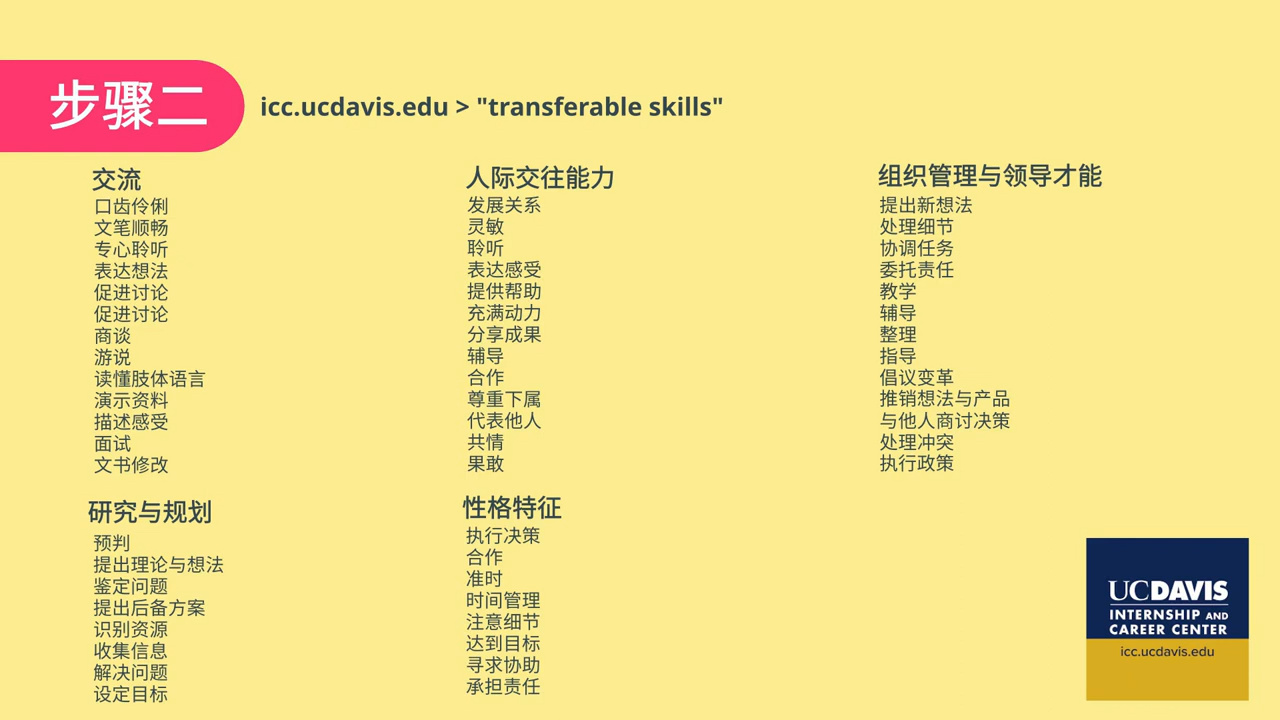 步骤二
icc.ucdavis.edu > "transferable skills"
交流
口齿伶俐
文笔顺畅
专心聆听
表达想法
促进讨论
促进讨论
商谈
游说
读懂肢体语言
演示资料
描述感受
面试
文书修改
人际交往能力
发展关系
灵敏
聆听
表达感受
提供帮助
充满动力
分享成果
辅导
合作
尊重下属
代表他人
共情
果敢
组织管理与领导才能
提出新想法
处理细节
协调任务
委托责任
教学
辅导
整理
指导
倡议变革
推销想法与产品
与他人商讨决策
处理冲突
执行政策
研究与规划
预判
提出理论与想法
鉴定问题
提出后备方案
识别资源
收集信息
解决问题
设定目标
性格特征
执行决策
合作
准时
时间管理
注意细节
达到目标
寻求协助
承担责任
UCDAVIS
INTERNSHIP AND
CAREER CENTER
icc.ucdavis.edu